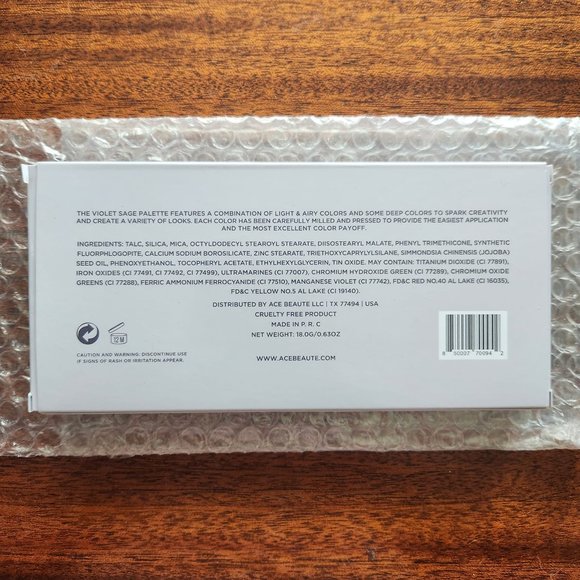 THE VIOLET SAGE PALETTE FEATURES A COMBINATION OF LIGHT & AIRY COLORS AND SOME DEEP COLORS TO SPARK CREATIVITY
AND CREATE A VARIETY OF LOOKS. EACH COLOR HAS BEEN CAREFULLY MILLED AND PRESSED TO PROVIDE THE EASIEST APPLICATION
AND THE MOST EXCELLENT COLOR PAYOFF.
INGREDIENTS: TALC, SILICA, MICA, OCTYLDODECYL STEAROYL STEARATE, DIISOSTEARYL MALATE, PHENYL TRIMETHICONE, SYNTHETIC
FLUORPHLOGOPITE, CALCIUM SODIUM BOROSILICATE, ZINC STEARATE, TRIETHOXYCAPRYLYLSILANE, SIMMONDSIA CHINENSIS (JOJOBA)
SEED OIL, PHENOXYETHANOL, TOCOPHERYL ACETATE, ETHYLHEXYLGLYCERIN, TIN OXIDE. MAY CONTAIN: TITANIUM DIOXIDE (CI 77891),
IRON OXIDES (CI 77491, CI 77492, CI 77499), ULTRAMARINES (CI 77007), CHROMIUM HYDROXIDE GREEN (CI 77289), CHROMIUM OXIDE
GREENS (CI 77288), FERRIC AMMONIUM FERROCYANIDE (CI 77510), MANGANESE VIOLET (CI 77742), FD&C RED NO.40 AL LAKE (CI 16035),
FD&C YELLOW NO.5 AL LAKE (CI 19140).
DISTRIBUTED BY ACE BEAUTE LLC | TX 77494 | USA
CRUELTY FREE PRODUCT
MADE IN P. R. C
NET WEIGHT: 18.0G/0.63OZ
12 M
CAUTION AND WARNING: DISCONTINUE USE
IF SIGNS OF RASH OR IRRITATION APPEAR.
WWW.ACEBEAUTE.COM
8 50007 70094 2